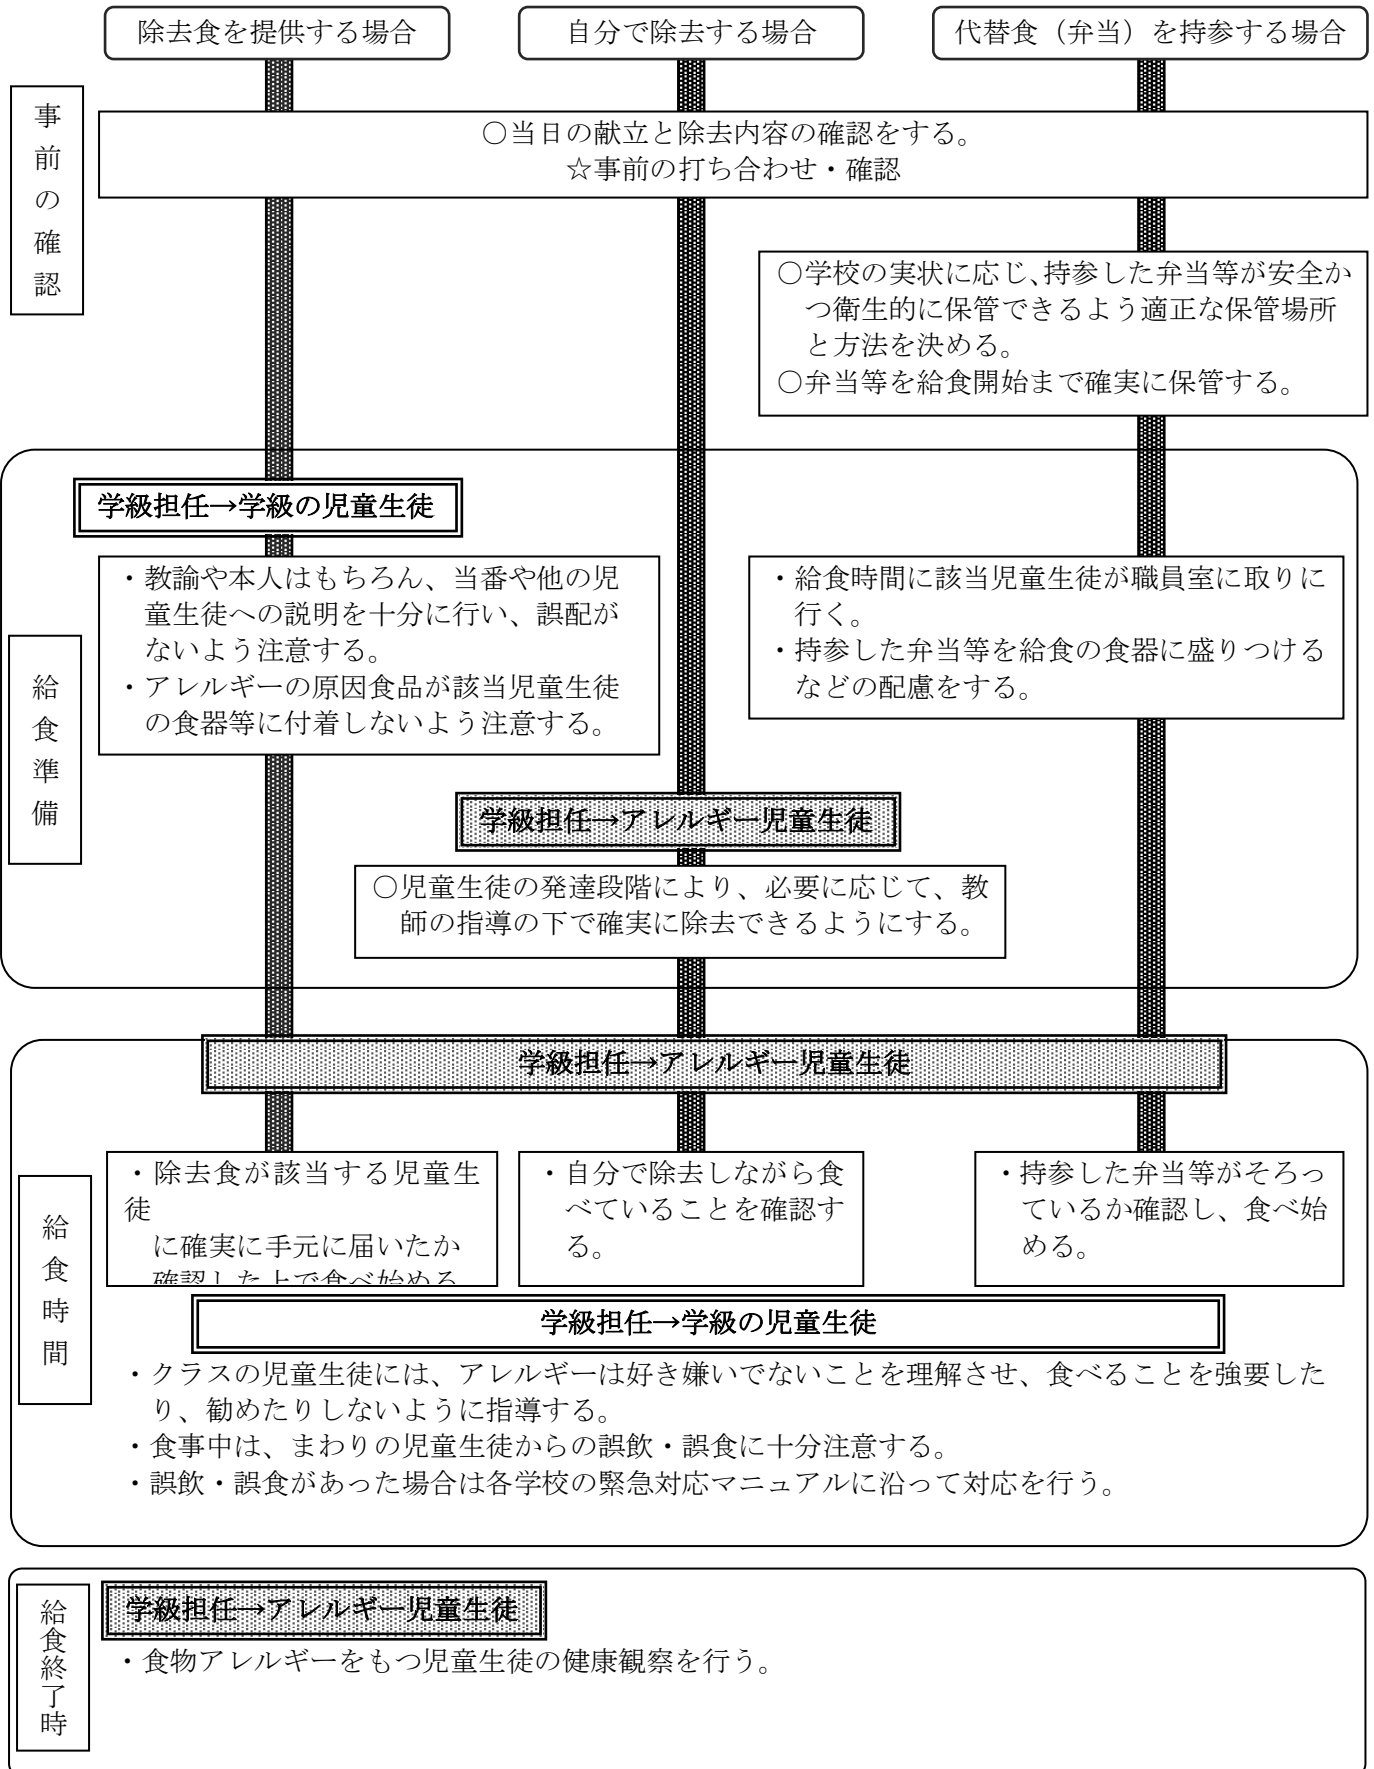 除去食を提供する場合
自分で除去する場合
代替食（弁当）を持参する場合
事前の確認
○当日の献立と除去内容の確認をする。
☆事前の打ち合わせ・確認
○学校の実状に応じ、持参した弁当等が安全か
つ衛生的に保管できるよう適正な保管場所
と方法を決める。
○弁当等を給食開始まで確実に保管する。
給食準備
学級担任→学級の児童生徒
・教諭や本人はもちろん、当番や他の児
童生徒への説明を十分に行い、誤配が
ないよう注意する。
・アレルギーの原因食品が該当児童生徒
の食器等に付着しないよう注意する。
・給食時間に該当児童生徒が職員室に取りに
行く。
・持参した弁当等を給食の食器に盛りつける
などの配慮をする。
学級担任→アレルギー児童生徒
○児童生徒の発達段階により、必要に応じて、教
師の指導の下で確実に除去できるようにする。
給食時間
学級担任→アレルギー児童生徒
・除去食が該当する児童生
徒
に確実に手元に届いたか
確認した上で食べ始める
・自分で除去しながら食
べていることを確認す
る。
・持参した弁当等がそろっ
ているか確認し、食べ始
める。
学級担任→学級の児童生徒
・クラスの児童生徒には、アレルギーは好き嫌いでないことを理解させ、食べることを強要した
り、勧めたりしないように指導する。
・食事中は、まわりの児童生徒からの誤飲・誤食に十分注意する。
・誤飲・誤食があった場合は各学校の緊急対応マニュアルに沿って対応を行う。
給食終了時
学級担任→アレルギー児童生徒
・食物アレルギーをもつ児童生徒の健康観察を行う。